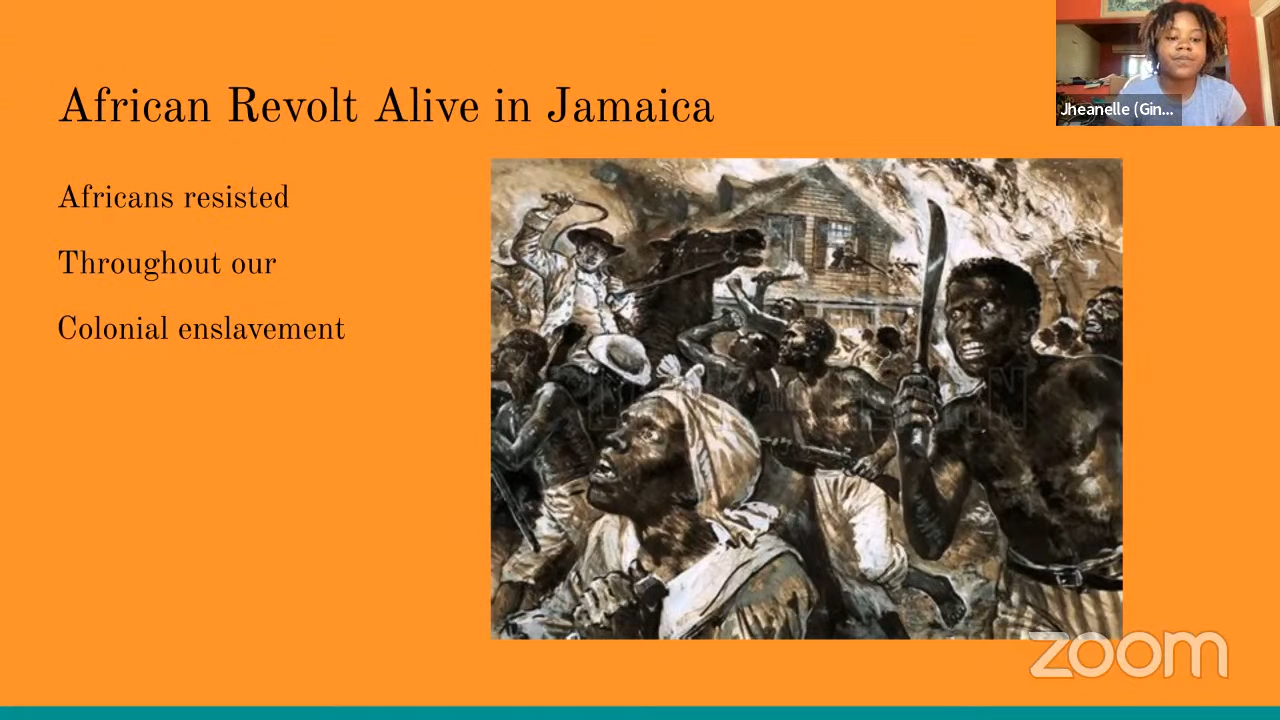 African Revolt Alive in Jamaica
Jheanelle (Gin...
Africans resisted
Throughout our
Colonial enslavement
zoom